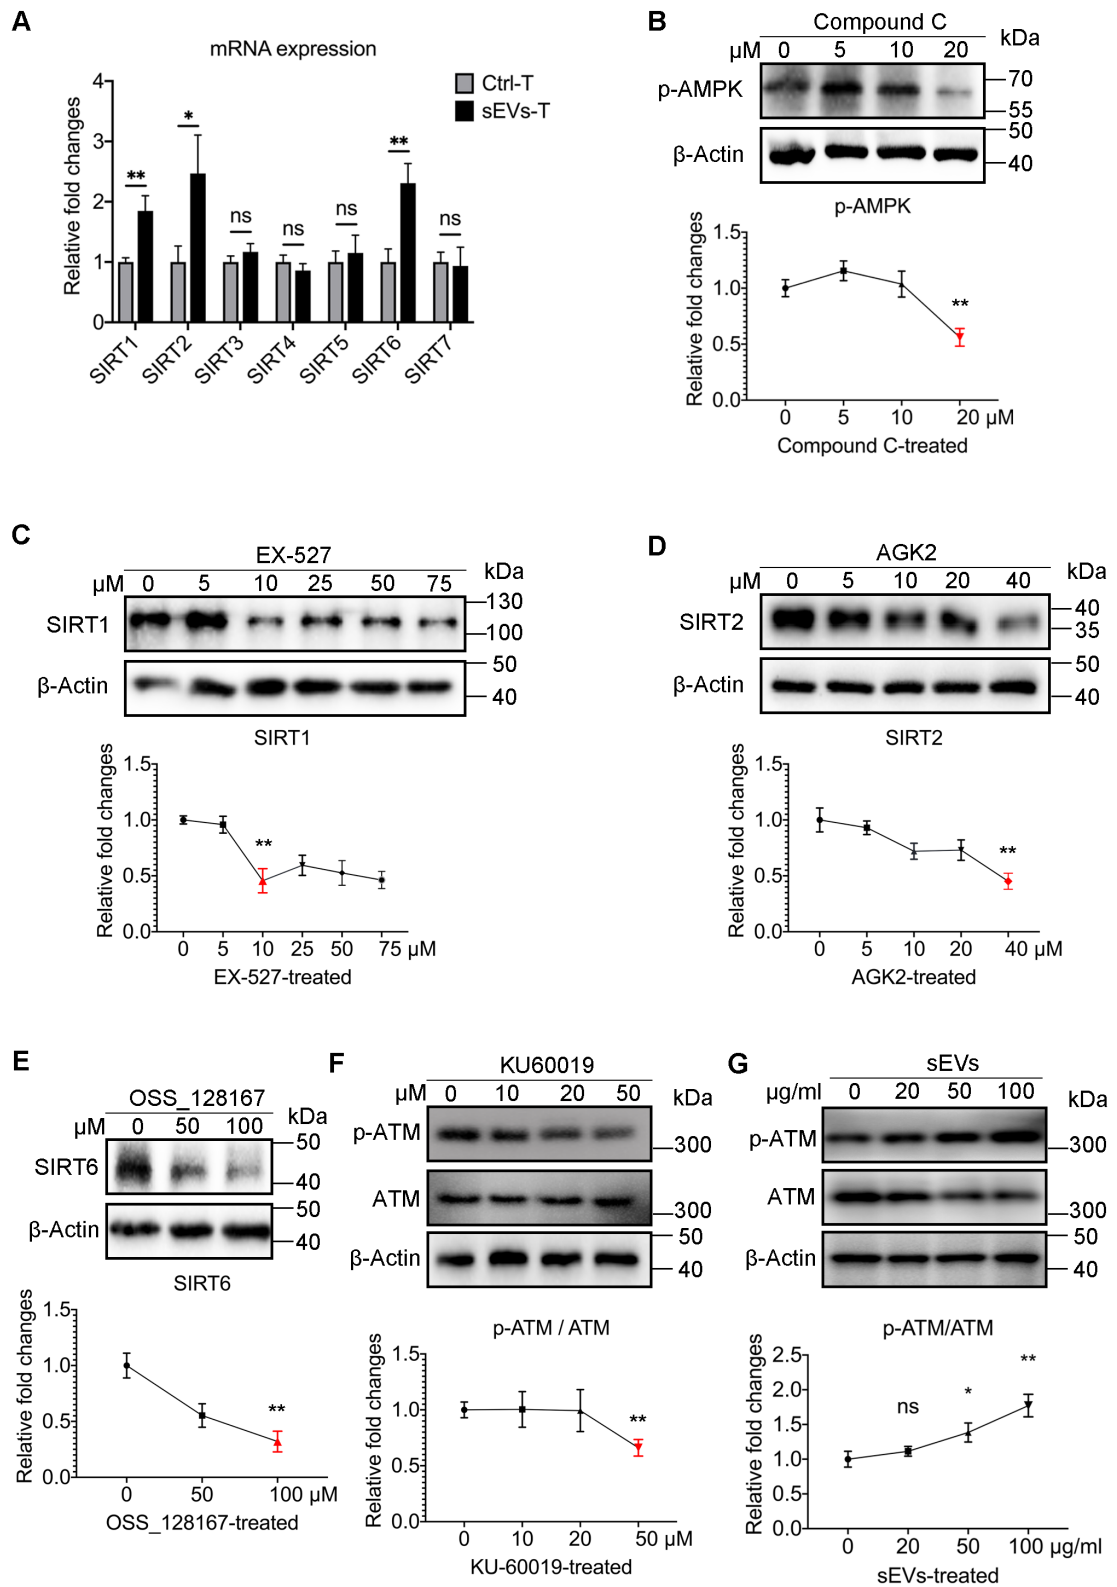 A
mRNA expression
Relative fold changes
4
3
2
1
0
Ctrl-T
sEVs-T
** * ns ns ns ** ns
SIRT1 SIRT2 SIRT3 SIRT4 SIRT5 SIRT6 SIRT7
B
Compound C
µM 0 5 10 20 kDa
p-AMPK 70
55
β-Actin 50
40
p-AMPK
Relative fold changes
1.5
1.0
0.5
0.0
**
0 5 10 20 µM
Compound C-treated
C
EX-527
µM 0 5 10 25 50 75 kDa
SIRT1 130
100
β-Actin 50
40
SIRT1
Relative fold changes
1.5
1.0
0.5
0.0
**
0 5 10 25 50 75 µM
EX-527-treated
D
AGK2
µM 0 5 10 20 40 kDa
SIRT2 40
35
β-Actin 50
40
SIRT2
Relative fold changes
1.5
1.0
0.5
0.0
**
0 5 10 20 40 µM
AGK2-treated
E
OSS_128167
µM 0 50 100 kDa
SIRT6 50
40
β-Actin 50
40
SIRT6
Relative fold changes
1.5
1.0
0.5
0.0
**
0 50 100 µM
OSS_128167-treated
F
KU60019
µM 0 10 20 50 kDa
p-ATM 300
ATM 300
β-Actin 50
40
p-ATM / ATM
Relative fold changes
1.5
1.0
0.5
0.0
**
0 10 20 50 µM
KU-60019-treated
G
sEVs
µg/ml 0 20 50 100 kDa
p-ATM 300
ATM 300
β-Actin 50
40
p-ATM/ATM
Relative fold changes
2.5
2.0
1.5
1.0
0.5
0.0
ns * **
0 20 50 100 µg/ml
sEVs-treated